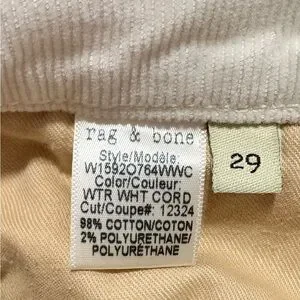 rag & bone
Style/Modèle:
W1592O764WWC
Color/Couleur:
WTR WHT CORD
Cut/Coupe#: 12324
98% COTTON/COTON
2% POLYURETHANE/
POLYURÉTHANE
29